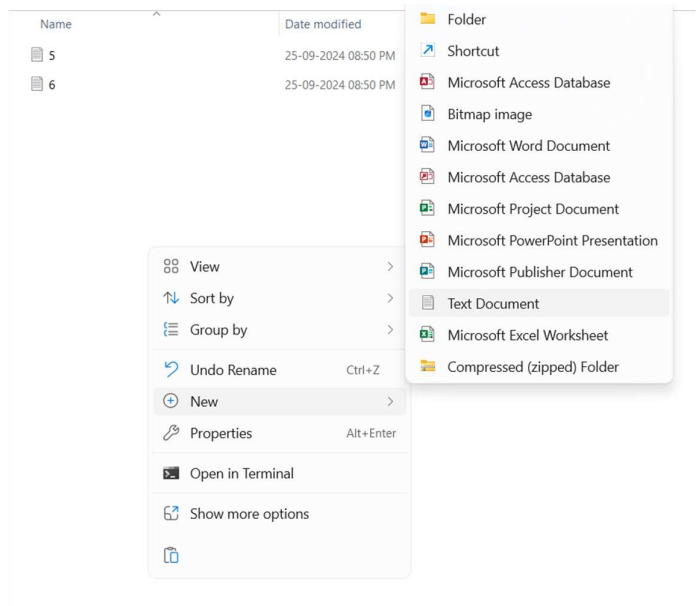 Name Date modified
5 25-09-2024 08:50 PM
6 25-09-2024 08:50 PM
View
Sort by
Group by
Undo Rename Ctrl+Z
New
Properties Alt+Enter
Open in Terminal
Show more options
Folder
Shortcut
Microsoft Access Database
Bitmap image
Microsoft Word Document
Microsoft Access Database
Microsoft Project Document
Microsoft PowerPoint Presentation
Microsoft Publisher Document
Text Document
Microsoft Excel Worksheet
Compressed (zipped) Folder